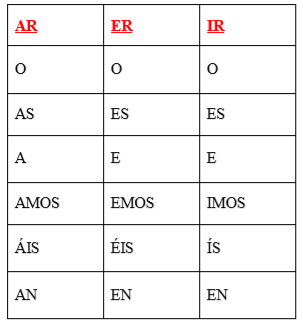 AR ER IR
O O O
AS ES ES
A E E
AMOS EMOS IMOS
ÁIS ÉIS ÍS
AN EN EN